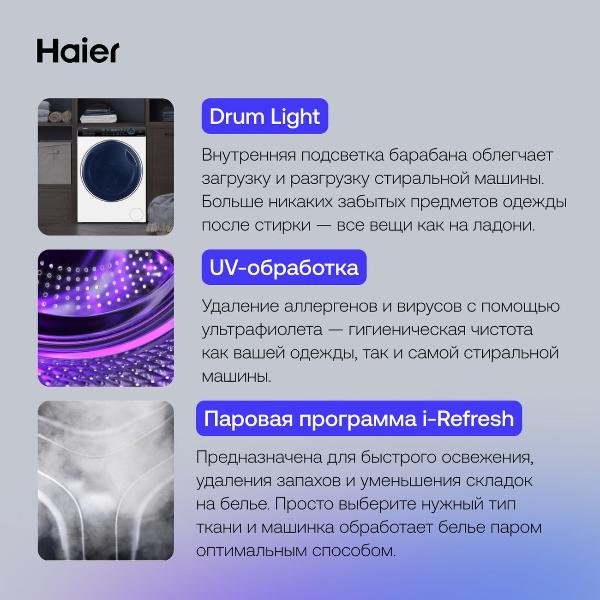 Haier
Drum Light
Внутренняя подсветка барабана облегчает
загрузку и разгрузку стиральной машины.
Больше никаких забытых предметов одежды
после стирки — все вещи как на ладони.
UV-обработка
Удаление аллергенов и вирусов с помощью
ультрафиолета — гигиеническая чистота
как вашей одежды, так и самой стиральной
машины.
Паровая программа i-Refresh
Предназначена для быстрого освежения,
удаления запахов и уменьшения складок
на белье. Просто выберите нужный тип
ткани и машинка обработает белье паром
оптимальным способом.